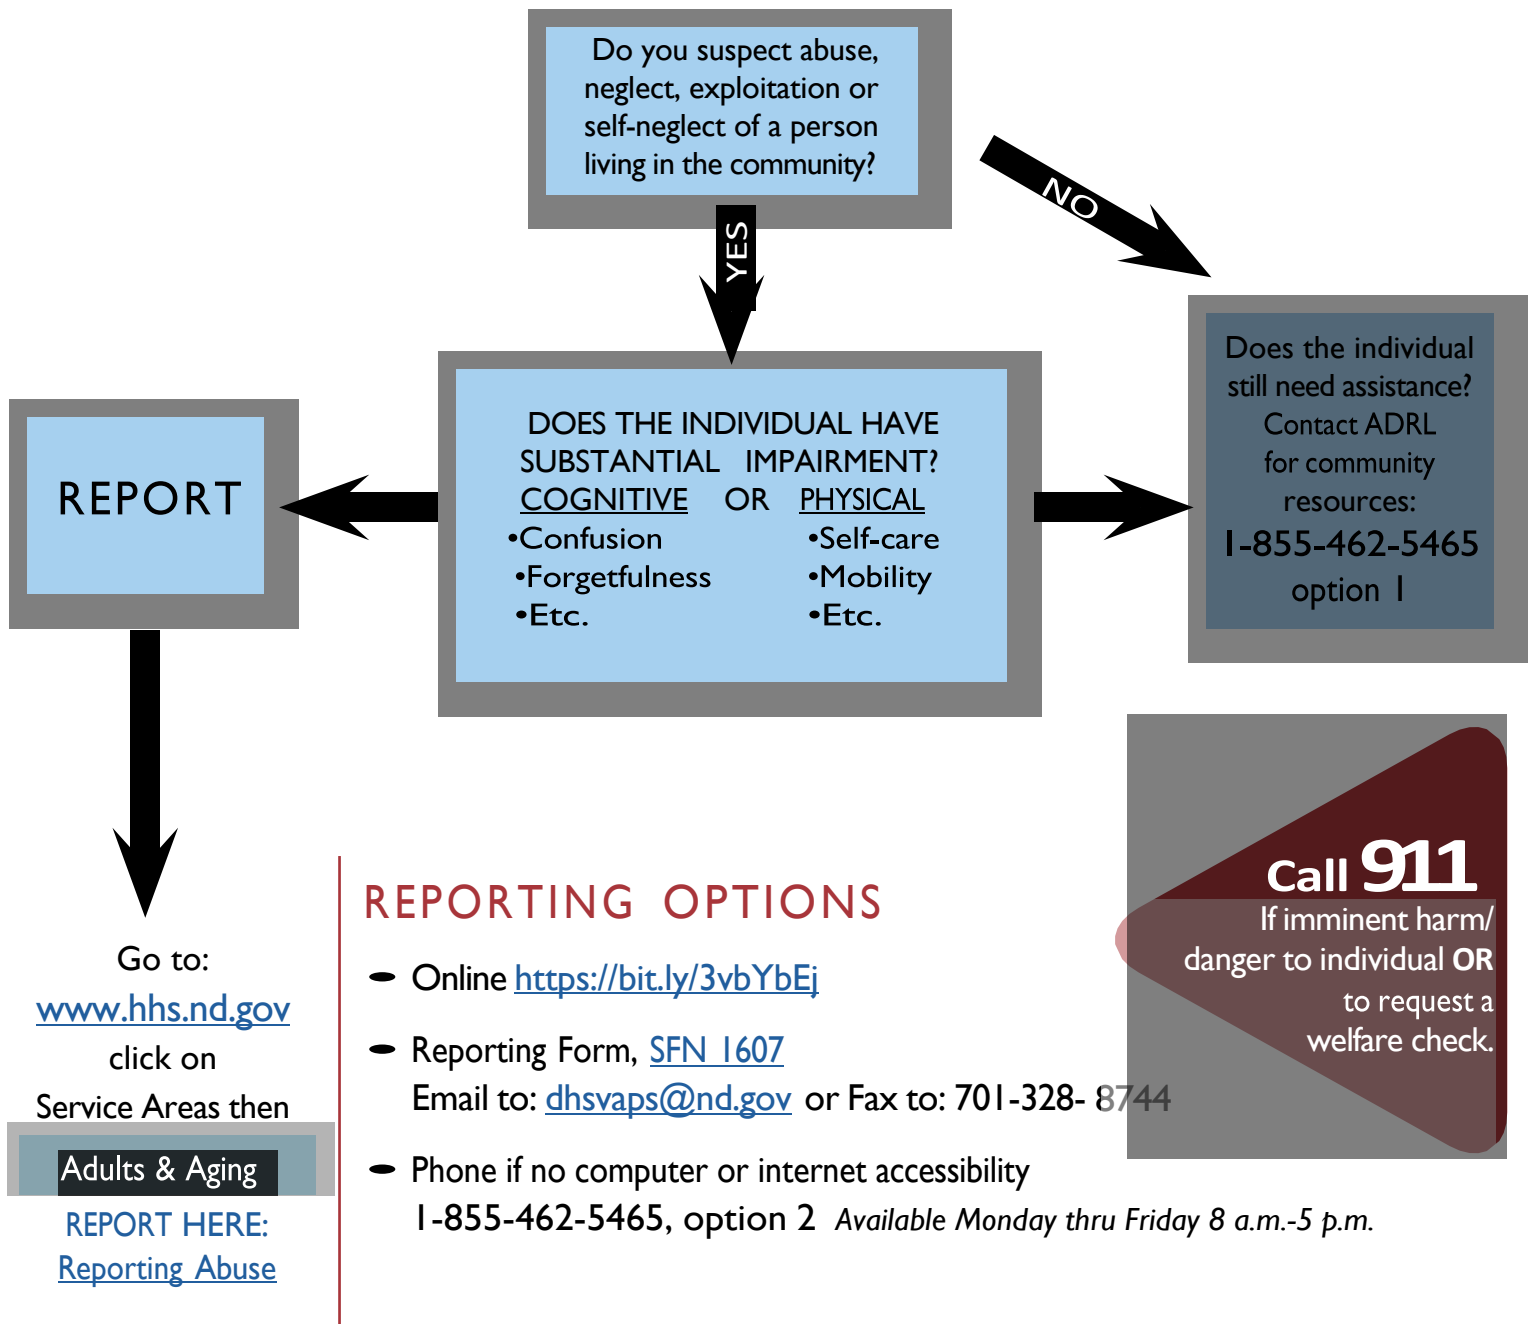 Do you suspect abuse,
neglect, exploitation or
self-neglect of a person
living in the community?
NO
YES
Does the individual
still need assistance?
Contact ADRL
for community
resources:
1-855-462-5465
option 1
DOES THE INDIVIDUAL HAVE
SUBSTANTIAL IMPAIRMENT?
COGNITIVE OR PHYSICAL
•Confusion •Self-care
•Forgetfulness •Mobility
•Etc. •Etc.
REPORT
Go to:
www.hhs.nd.gov
click on
Service Areas then
Adults & Aging
REPORT HERE:
Reporting Abuse
REPORTING OPTIONS
- Online https://bit.ly/3vbYbEj
- Reporting Form, SFN 1607
Email to: dhsvaps@nd.gov or Fax to: 701-328- 8744
- Phone if no computer or internet accessibility
1-855-462-5465, option 2 Available Monday thru Friday 8 a.m.-5 p.m.
Call 911
If imminent harm/
danger to individual OR
to request a
welfare check.